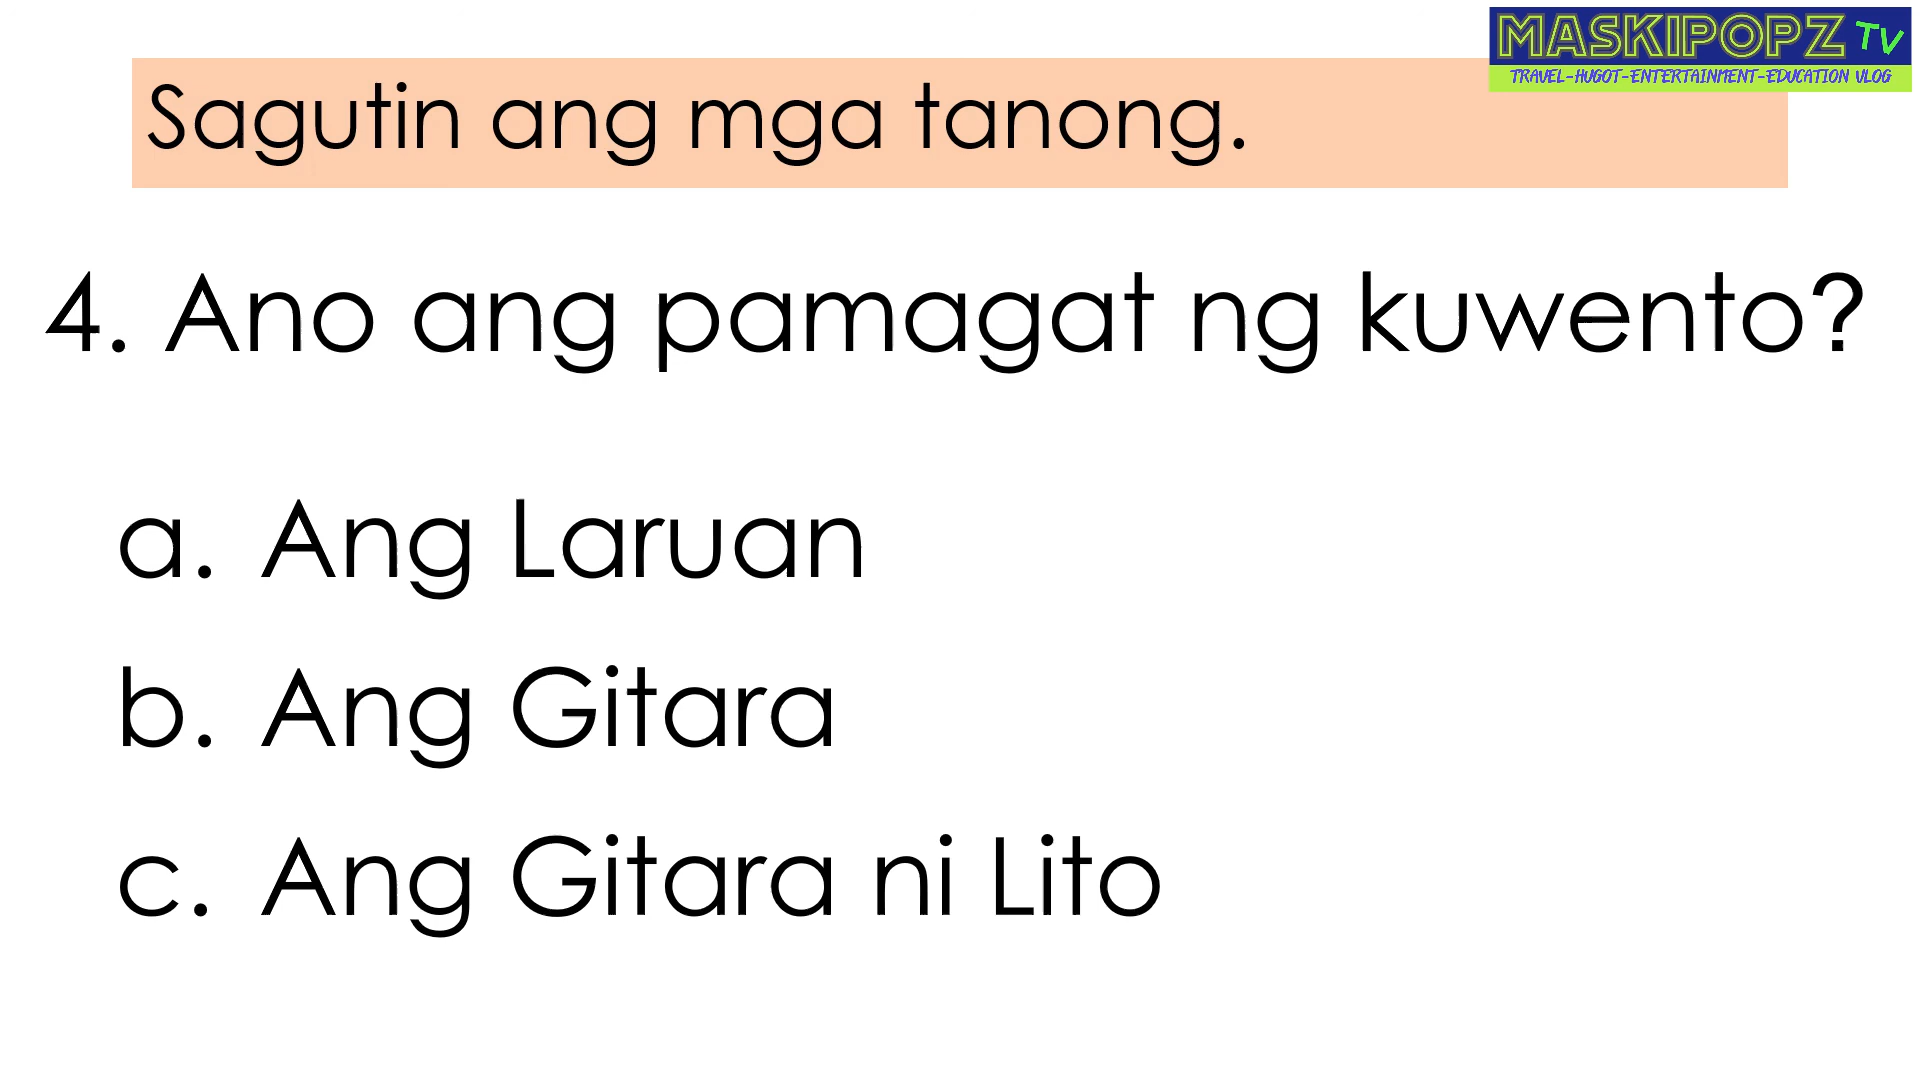 MASKIPOPZ TV
TRAVEL-HUGOT-ENTERTAINMENT-EDUCATION VLOG
Sagutin ang mga tanong.
4. Ano ang pamagat ng kuwento?
a. Ang Laruan
b. Ang Gitara
c. Ang Gitara ni Lito